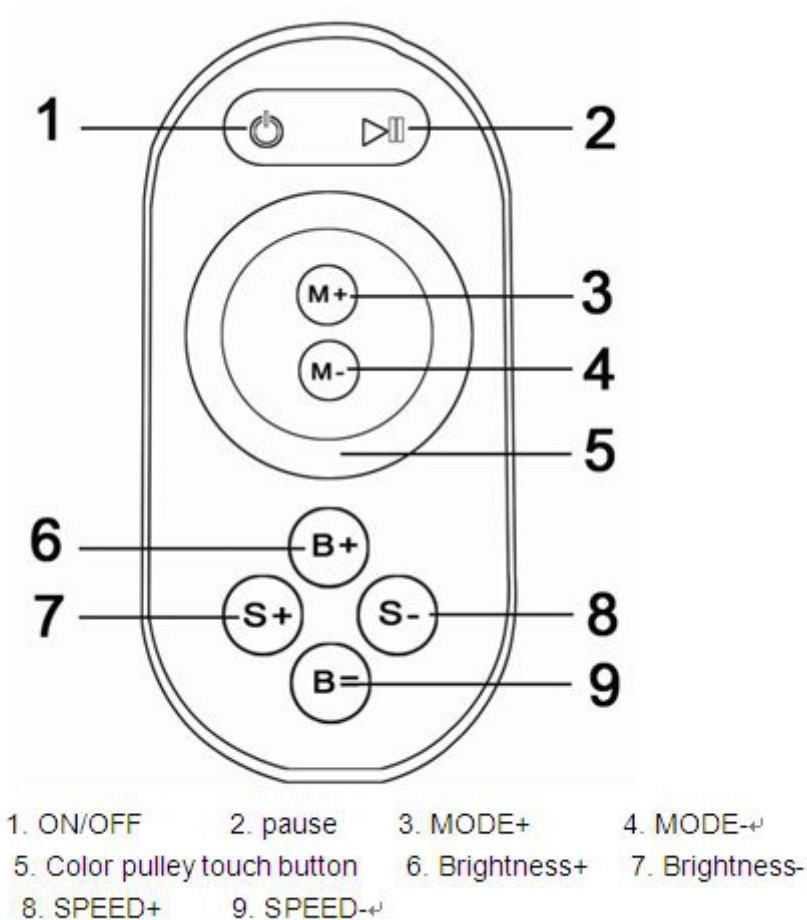 1 2
M+ 3
M- 4
5
6 B+
7 S+ S- 8
B= 9
1. ON/OFF 2. pause 3. MODE+ 4. MODE-↵
5. Color pulley touch button 6. Brightness+ 7. Brightness-
8. SPEED+ 9. SPEED-↵